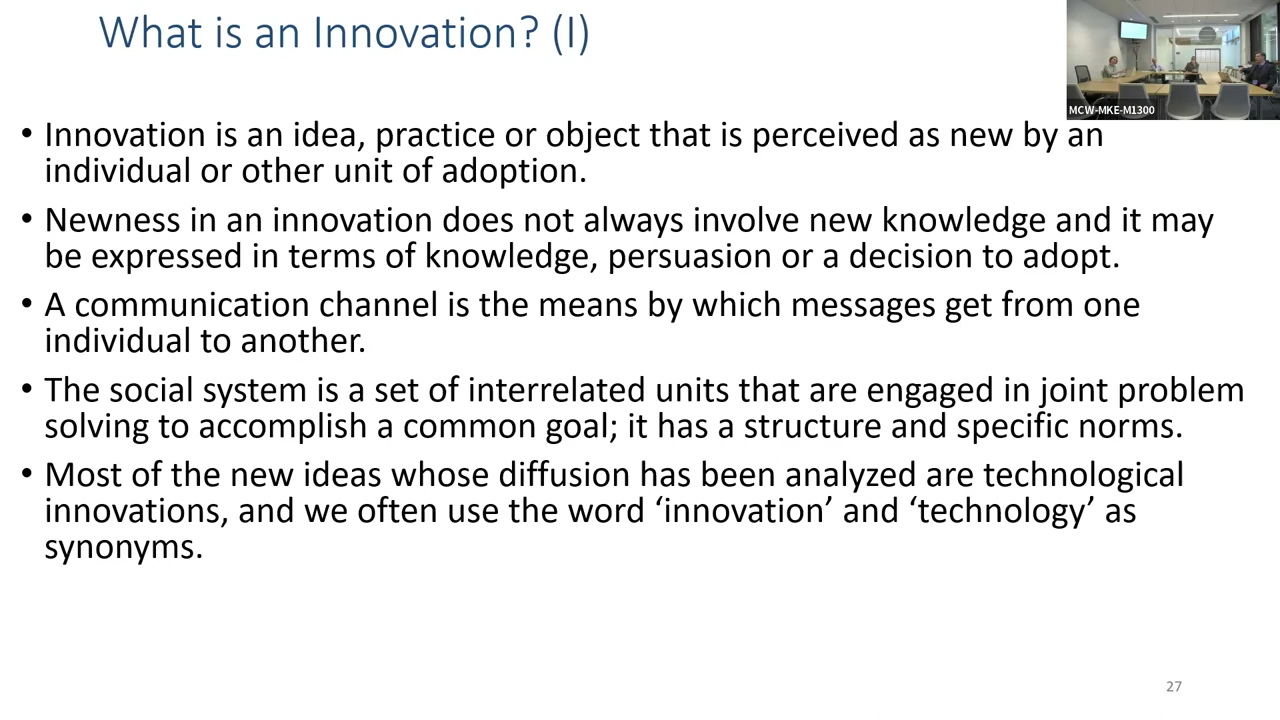 What is an Innovation? (I)
MCW-MKE-M1300
• Innovation is an idea, practice or object that is perceived as new by an
individual or other unit of adoption.
• Newness in an innovation does not always involve new knowledge and it may
be expressed in terms of knowledge, persuasion or a decision to adopt.
• A communication channel is the means by which messages get from one
individual to another.
• The social system is a set of interrelated units that are engaged in joint problem
solving to accomplish a common goal; it has a structure and specific norms.
• Most of the new ideas whose diffusion has been analyzed are technological
innovations, and we often use the word ‘innovation’ and ‘technology’ as
synonyms.
27